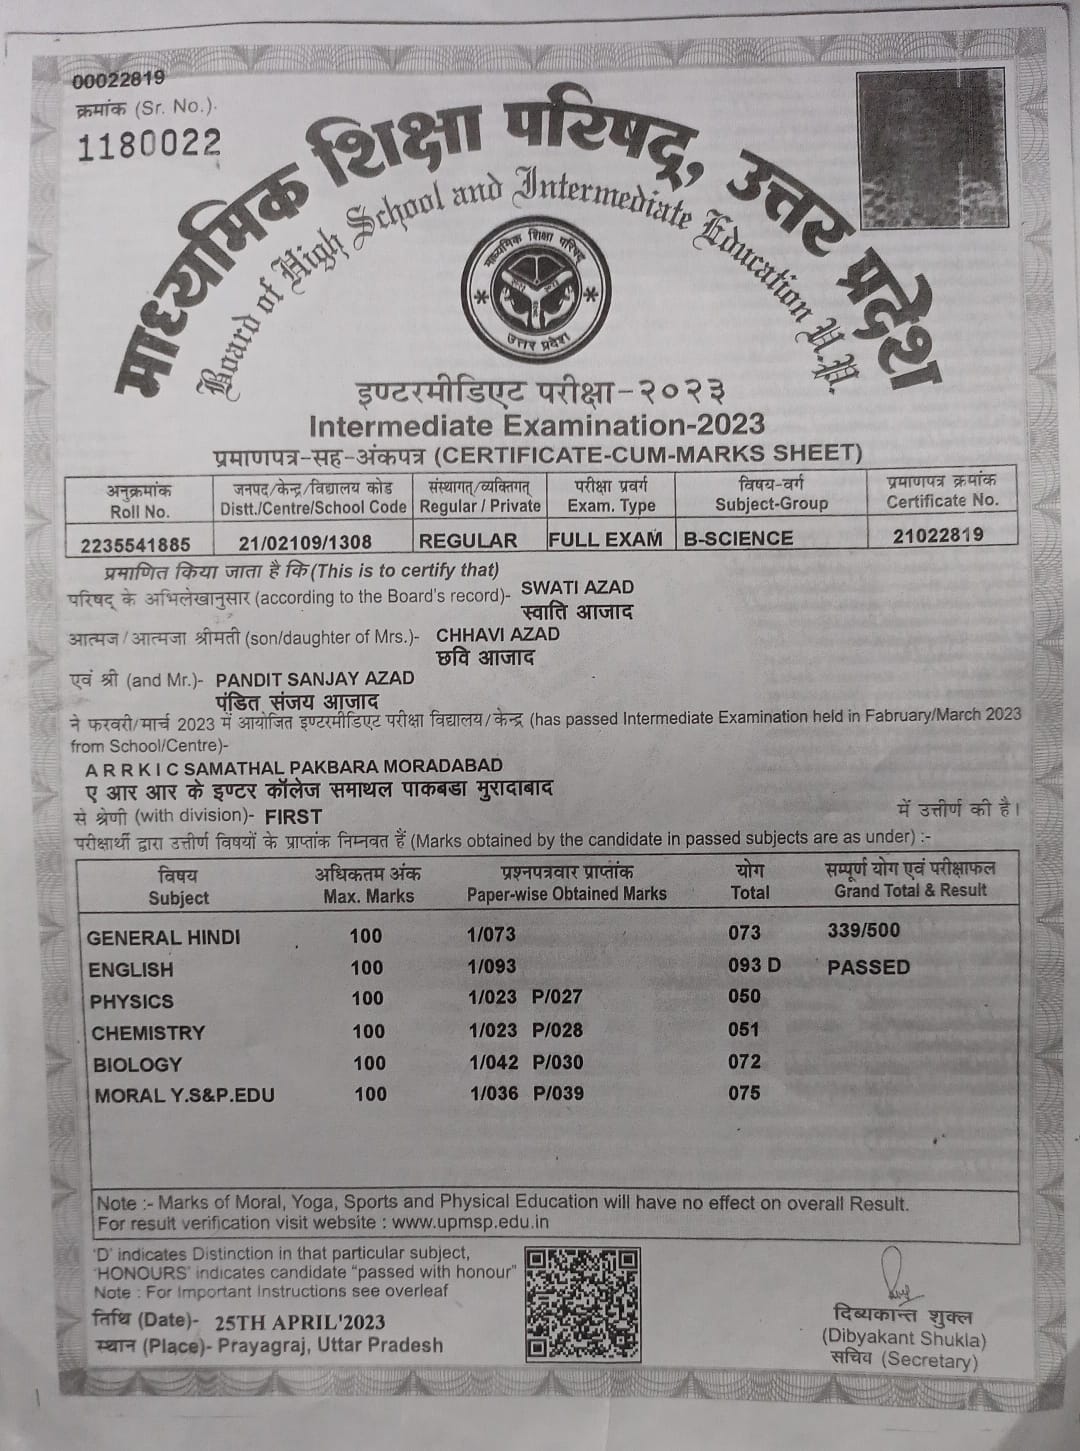 00022819
क्रमांक (Sr. No.).
1180022
माध्यमिक शिक्षा परिषद्, उत्तर प्रदेश
Board of High School and Intermediate Education U.P.
माध्यमिक शिक्षा परिषद्
उत्तर प्रदेश
इण्टरमीडिएट परीक्षा-२०२३
Intermediate Examination-2023
प्रमाणपत्र-सह-अंकपत्र (CERTIFICATE-CUM-MARKS SHEET)
अनुक्रमांक जनपद/केन्द्र/विद्यालय कोड संस्थागत/व्यक्तिगत् परीक्षा प्रवर्ग विषय-वर्ग प्रमाणपत्र क्रमांक
Roll No. Distt./Centre/School Code Regular / Private Exam. Type Subject-Group Certificate No.
2235541885 21/02109/1308 REGULAR FULL EXAM B-SCIENCE 21022819
प्रमाणित किया जाता है कि (This is to certify that)
परिषद् के अभिलेखानुसार (according to the Board's record)- SWATI AZAD
स्वाति आजाद
आत्मज/आत्मजा श्रीमती (son/daughter of Mrs.)- CHHAVI AZAD
छवि आजाद
एवं श्री (and Mr.)- PANDIT SANJAY AZAD
पंडित संजय आजाद
ने फरवरी/मार्च 2023 में आयोजित इण्टरमीडिएट परीक्षा विद्यालय/केन्द्र (has passed Intermediate Examination held in Fabruary/March 2023
from School/Centre)-
A R R K I C SAMATHAL PAKBARA MORADABAD
ए आर आर के इण्टर कॉलेज समाथल पाकबडा मुरादाबाद
से श्रेणी (with division)- FIRST में उत्तीर्ण की है।
परीक्षार्थी द्वारा उत्तीर्ण विषयों के प्राप्तांक निम्नवत हैं (Marks obtained by the candidate in passed subjects are as under) :-
विषय अधिकतम अंक प्रश्नपत्रवार प्राप्तांक योग सम्पूर्ण योग एवं परीक्षाफल
Subject Max. Marks Paper-wise Obtained Marks Total Grand Total & Result
GENERAL HINDI 100 1/073 073 339/500
ENGLISH 100 1/093 093 D PASSED
PHYSICS 100 1/023 P/027 050
CHEMISTRY 100 1/023 P/028 051
BIOLOGY 100 1/042 P/030 072
MORAL Y.S&P.EDU 100 1/036 P/039 075
Note :- Marks of Moral, Yoga, Sports and Physical Education will have no effect on overall Result.
For result verification visit website : www.upmsp.edu.in
'D' indicates Distinction in that particular subject,
'HONOURS' indicates candidate "passed with honour"
Note : For Important Instructions see overleaf
तिथि (Date)- 25TH APRIL'2023
स्थान (Place)- Prayagraj, Uttar Pradesh
दिब्यकान्त शुक्ल
(Dibyakant Shukla)
सचिव (Secretary)